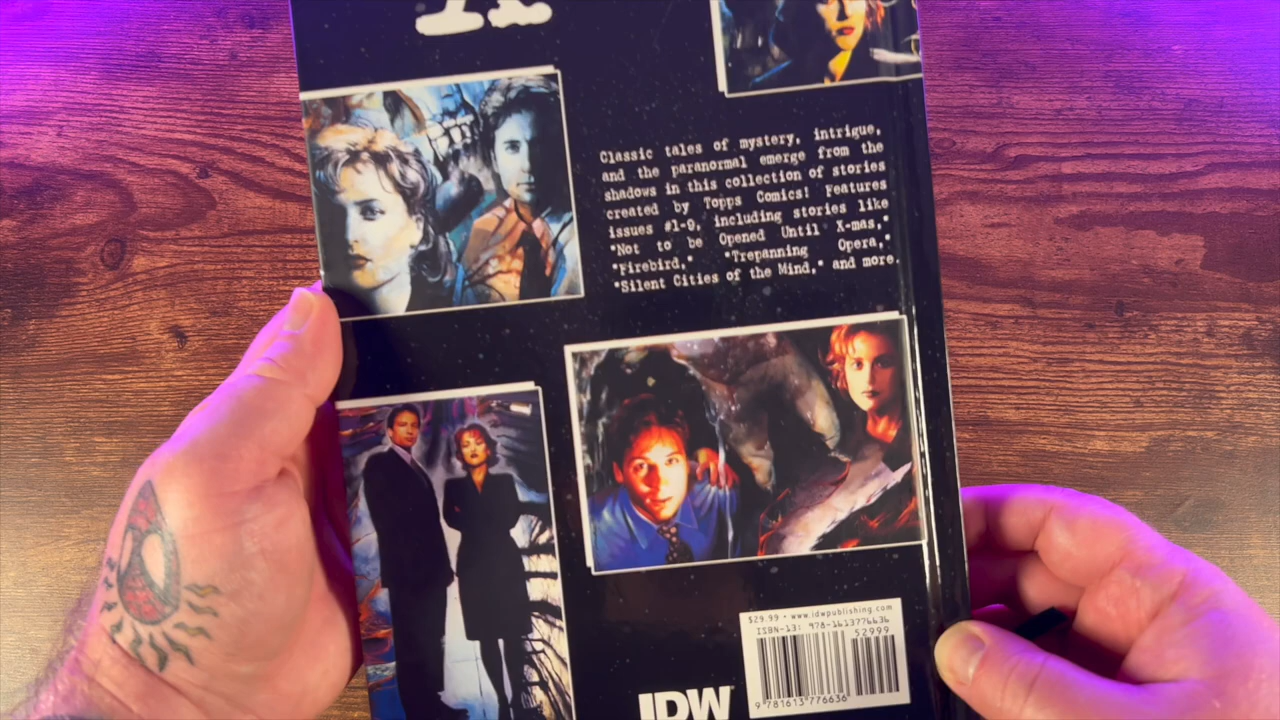 Classic tales of mystery, intrigue,
and the paranormal emerge from the
shadows in this collection of stories
created by Topps Comics! Features
issues #1-9, including stories like
"Not to be Opened Until X-mas,"
"Firebird," "Trepanning Opera,"
"Silent Cities of the Mind," and more.
$29.99 • www.idwpublishing.com
ISBN-13: 978-1613776636
52999
9 781613 776636
IDW